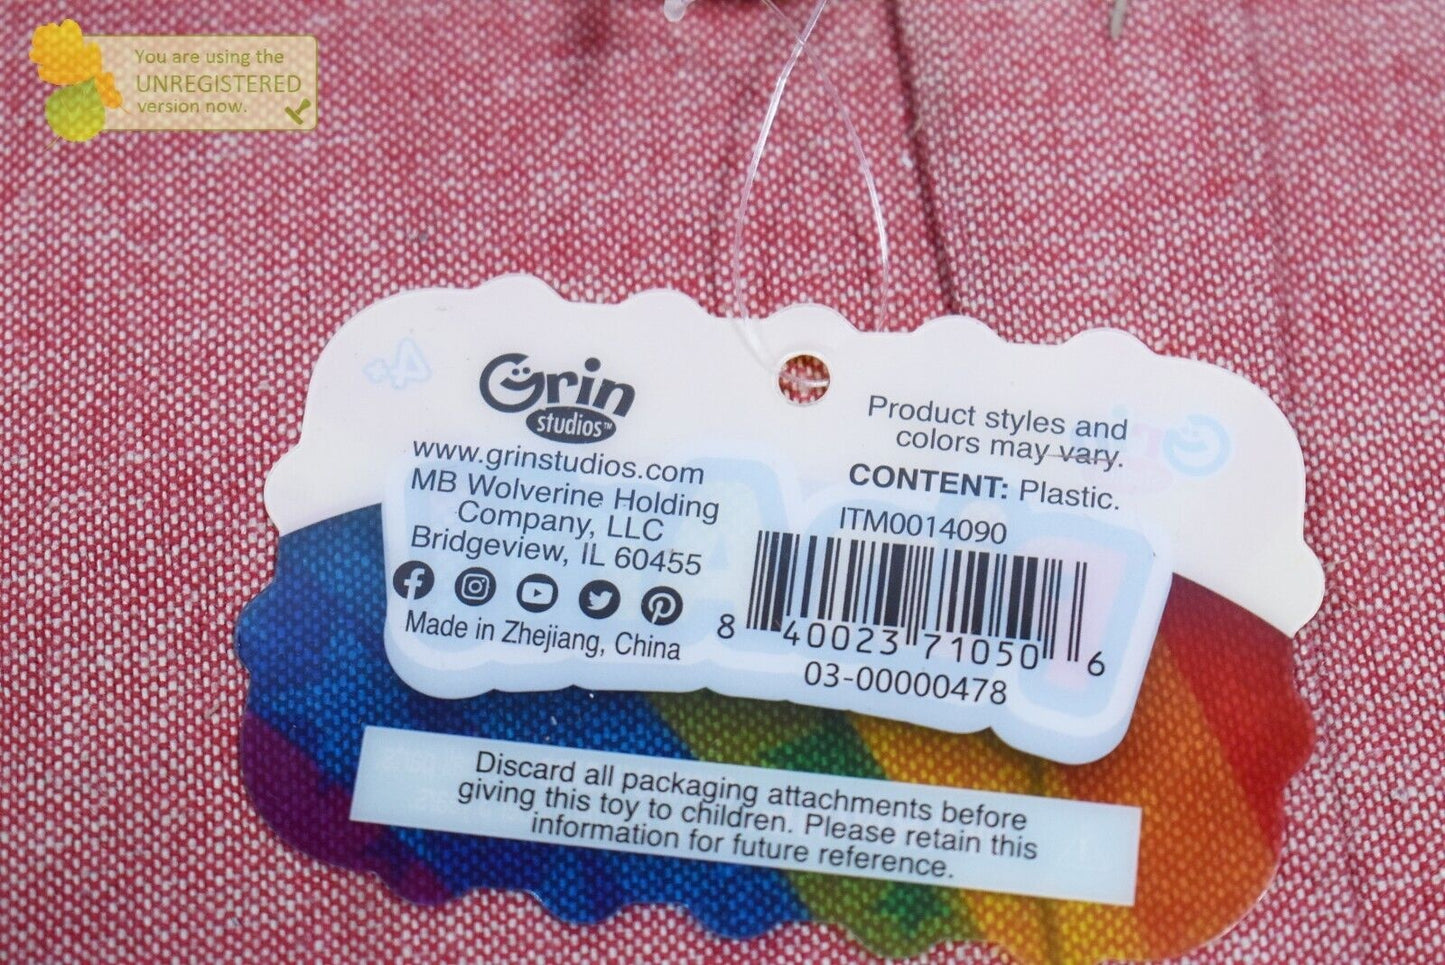 You are using the
UNREGISTERED
version now.
4+
Grin
studios™
www.grinstudios.com
MB Wolverine Holding
Company, LLC
Bridgeview, IL 60455
Made in Zhejiang, China
Product styles and
colors may vary.
CONTENT: Plastic.
ITM0014090
8 40023 71050 6
03-00000478
Discard all packaging attachments before
giving this toy to children. Please retain this
information for future reference.